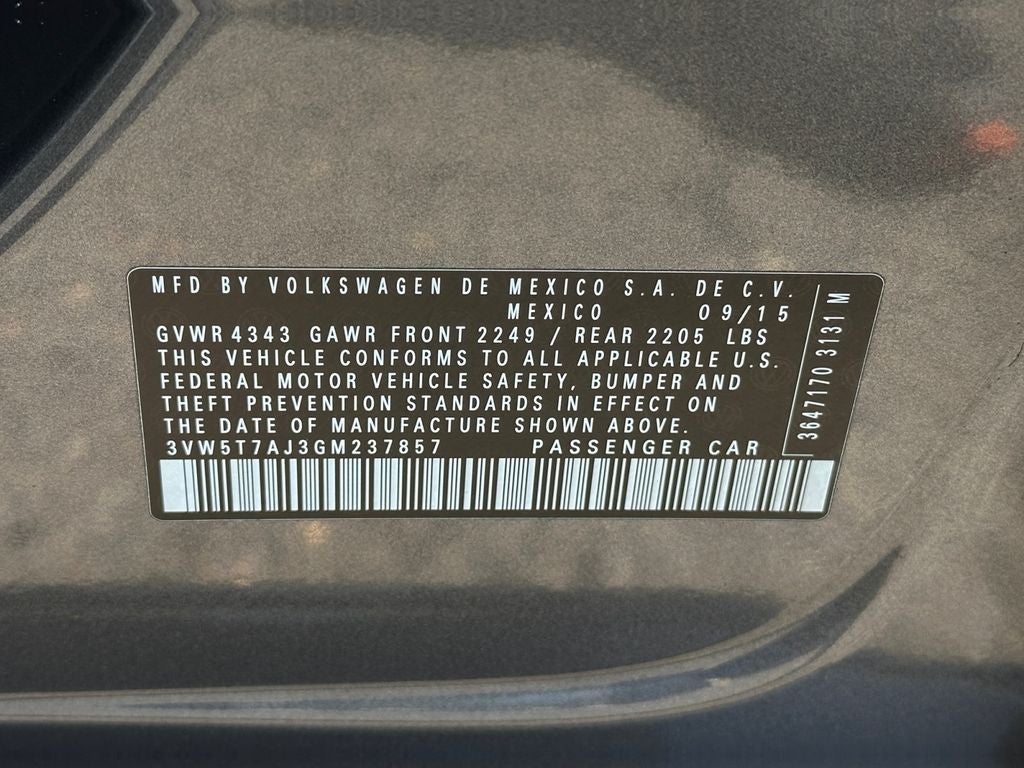 MFD BY VOLKSWAGEN DE MEXICO S.A. DE C.V.
MEXICO 09/15
GVWR 4343 GAWR FRONT 2249 / REAR 2205 LBS
THIS VEHICLE CONFORMS TO ALL APPLICABLE U.S.
FEDERAL MOTOR VEHICLE SAFETY, BUMPER AND
THEFT PREVENTION STANDARDS IN EFFECT ON
THE DATE OF MANUFACTURE SHOWN ABOVE.
3VW5T7AJ3GM237857 PASSENGER CAR
3647170 3131 M